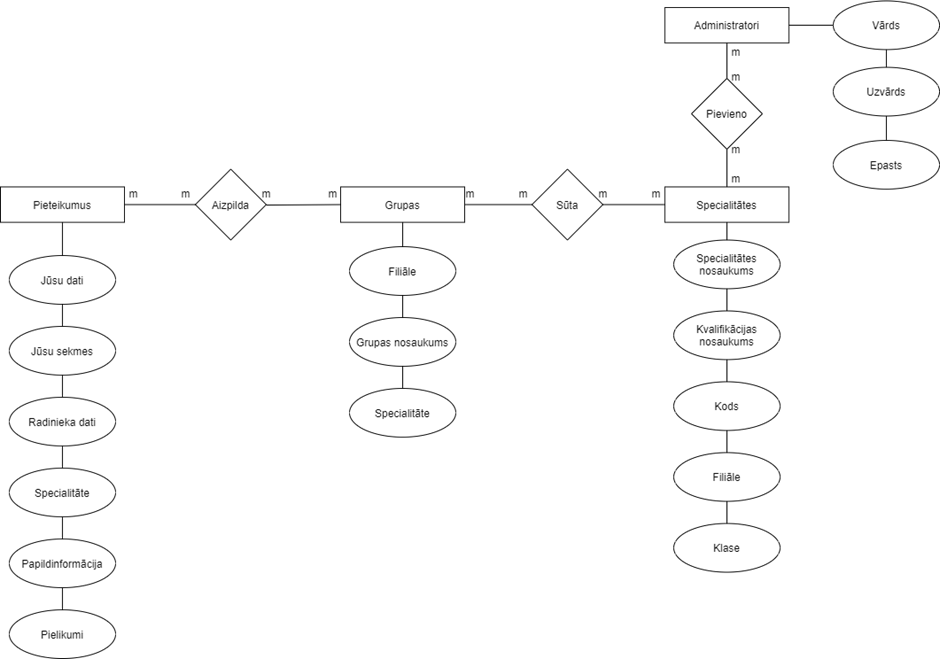 Administratori
Vārds
m
Uzvārds
m
Pievieno
m
Epasts
m
Pieteikumus
m
m
Aizpilda
m
m
Grupas
m
m
Sūta
m
m
Specialitātes
Jūsu dati
Filiāle
Specialitātes
nosaukums
Jūsu sekmes
Grupas nosaukums
Kvalifikācijas
nosaukums
Radinieka dati
Specialitāte
Kods
Specialitāte
Filiāle
Papildinformācija
Klase
Pielikumi